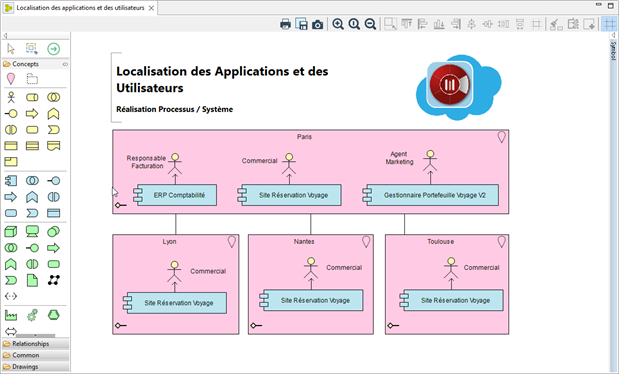 Localisation des applications et des utilisateurs
Concepts
Symbol
Localisation des Applications et des
Utilisateurs
Réalisation Processus / Système
Paris
Responsable
Facturation
Commercial
Agent
Marketing
ERP Comptabilité
Site Réservation Voyage
Gestionnaire Portefeuille Voyage V2
Lyon
Nantes
Toulouse
Commercial
Commercial
Commercial
Site Réservation Voyage
Site Réservation Voyage
Site Réservation Voyage
Relationships
Common
Drawings